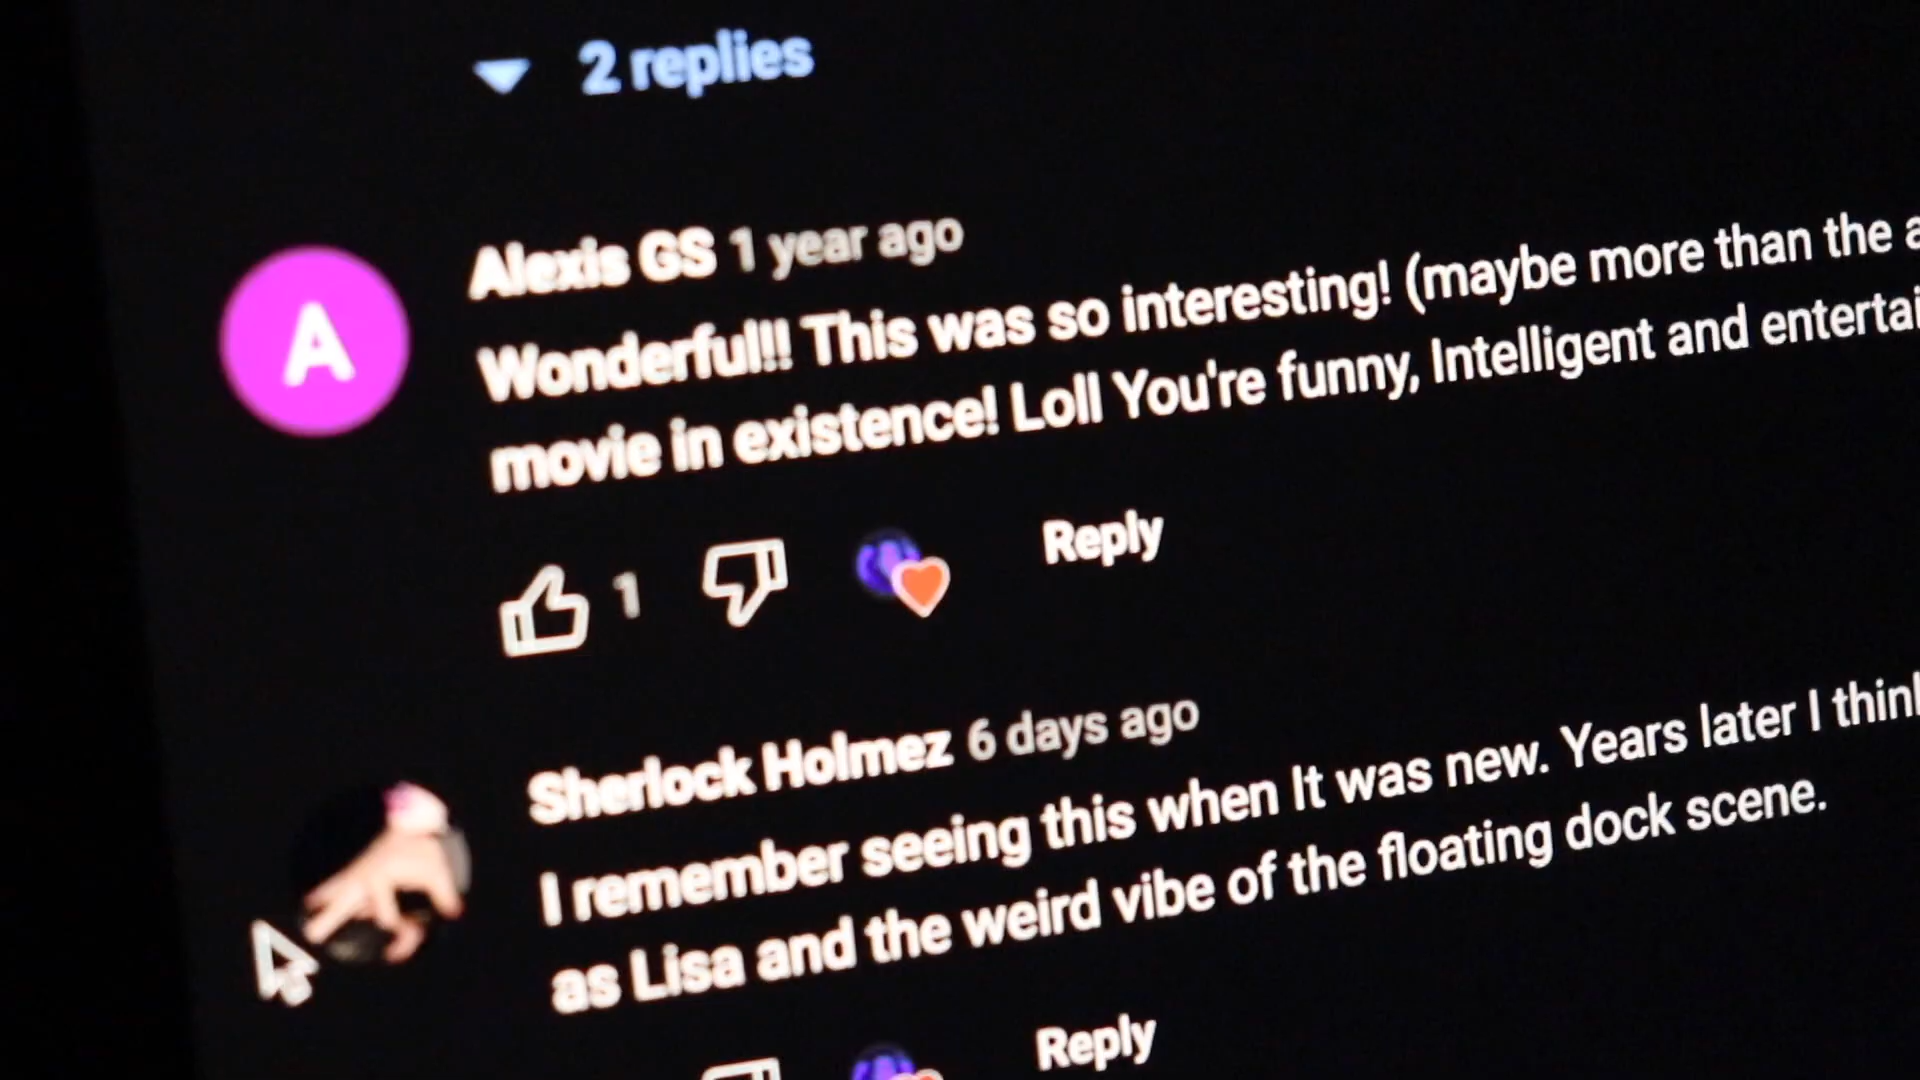 2 replies
A
Alexis GS 1 year ago
Wonderful!! This was so interesting! (maybe more than the
movie in existence! Loll You're funny, Intelligent and
1
Reply
Sherlock Holmez 6 days ago
I remember seeing this when It was new. Years later I
as Lisa and the weird vibe of the floating dock scene.
Reply